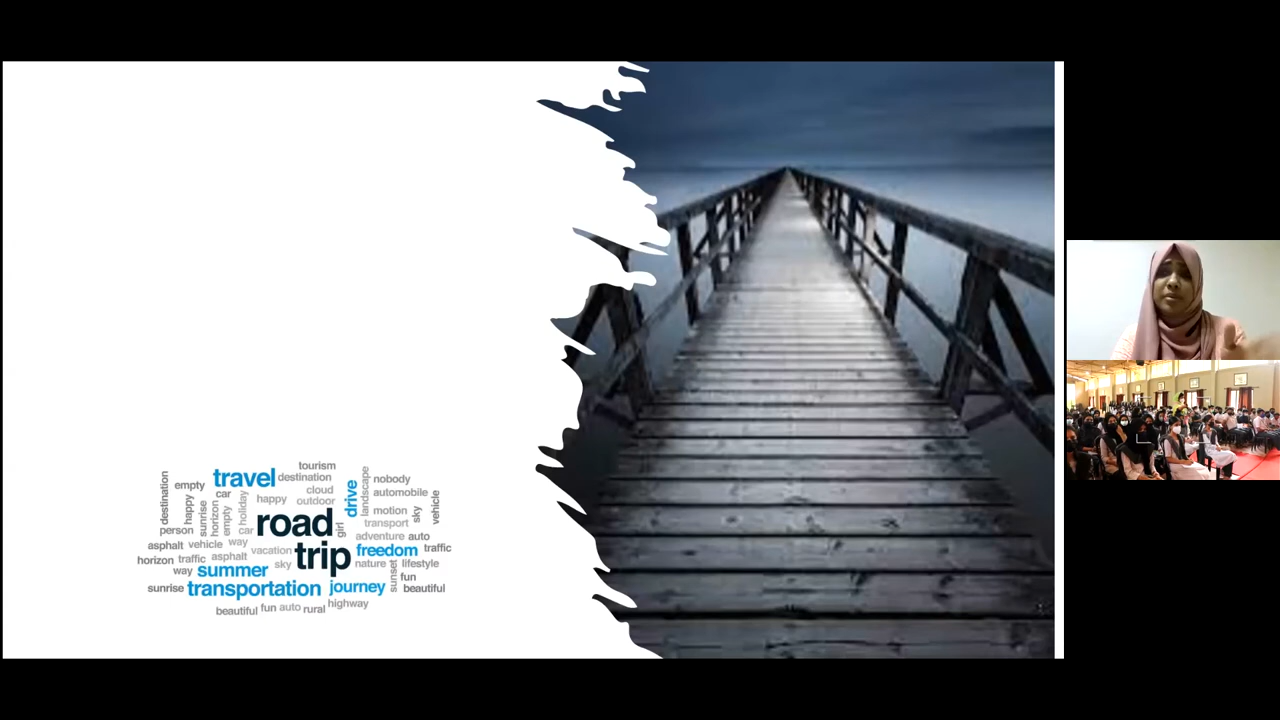 tourism
travel destination
destination empty happy car sunrise horizon empty holiday happy cloud outdoor drive landscape nobody automobile
person car way road girl motion transport sky vehicle
asphalt vehicle adventure auto
horizon traffic asphalt vacation trip freedom traffic
way summer sky nature sunset lifestyle
sunrise transportation journey fun beautiful
beautiful fun auto rural highway